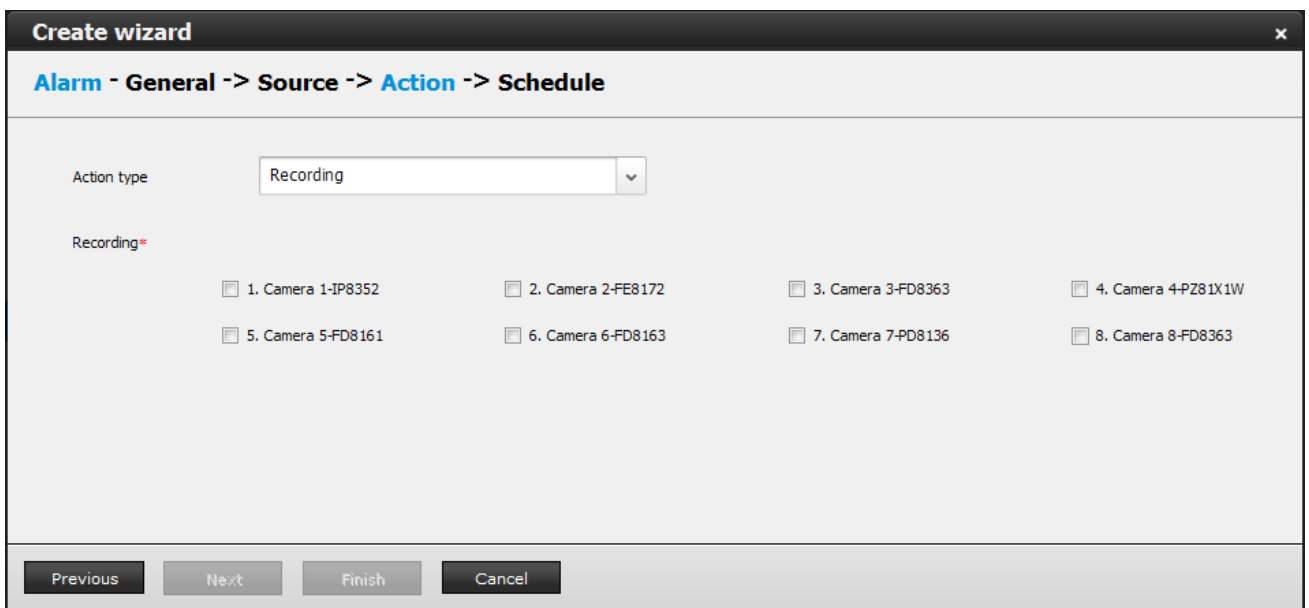 Create wizard ×
Alarm - General -> Source -> Action -> Schedule
Action type Recording
Recording*
1. Camera 1-IP8352 2. Camera 2-FE8172 3. Camera 3-FD8363 4. Camera 4-PZ81X1W
5. Camera 5-FD8161 6. Camera 6-FD8163 7. Camera 7-PD8136 8. Camera 8-FD8363
Previous Next Finish Cancel